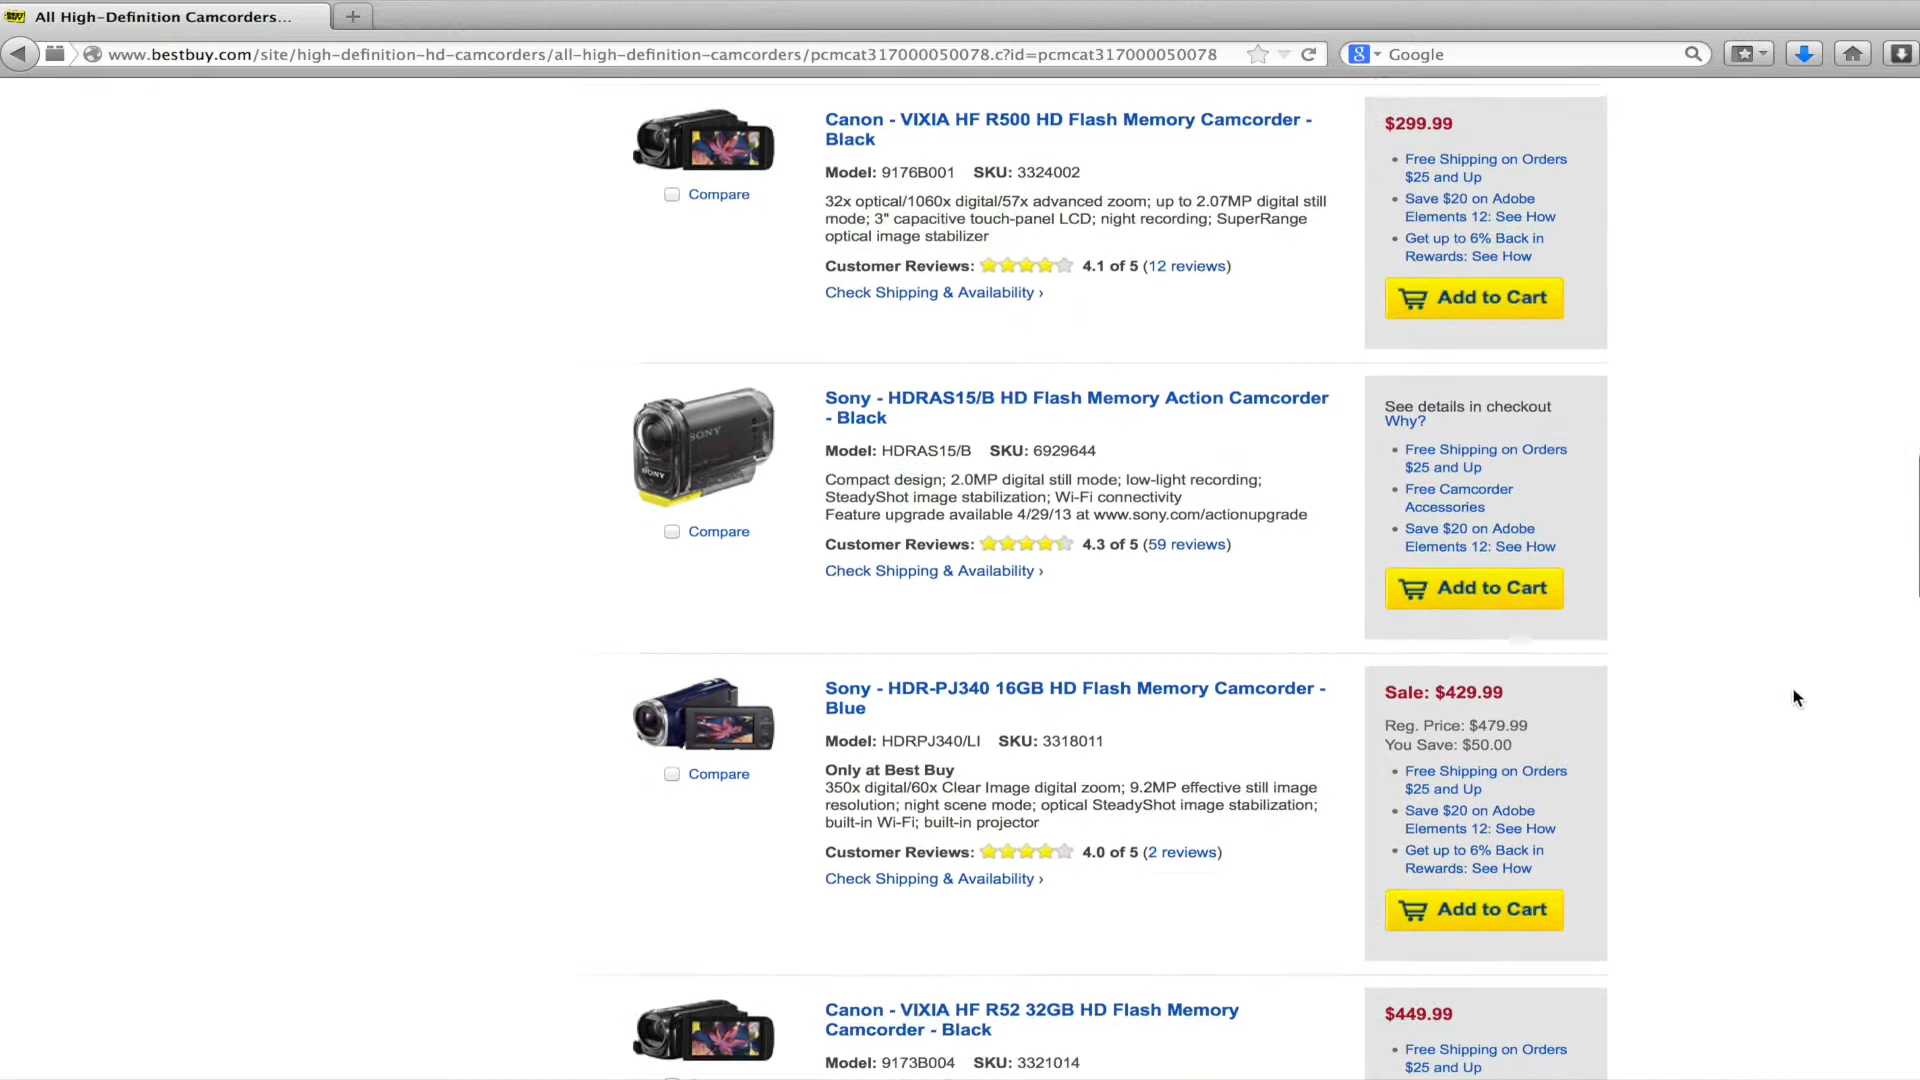 All High-Definition Camcorders...
www.bestbuy.com/site/high-definition-hd-camcorders/all-high-definition-camcorders/pcmcat317000050078.c?id=pcmcat317000050078
Google
Canon - VIXIA HF R500 HD Flash Memory Camcorder -
Black
Model: 9176B001 SKU: 3324002
32x optical/1060x digital/57x advanced zoom; up to 2.07MP digital still
mode; 3" capacitive touch-panel LCD; night recording; SuperRange
optical image stabilizer
Customer Reviews: 4.1 of 5 (12 reviews)
Check Shipping & Availability ›
Compare
$299.99
• Free Shipping on Orders
$25 and Up
• Save $20 on Adobe
Elements 12: See How
• Get up to 6% Back in
Rewards: See How
Add to Cart
SONY
SONY
Compare
Sony - HDRAS15/B HD Flash Memory Action Camcorder
- Black
Model: HDRAS15/B SKU: 6929644
Compact design; 2.0MP digital still mode; low-light recording;
SteadyShot image stabilization; Wi-Fi connectivity
Feature upgrade available 4/29/13 at www.sony.com/actionupgrade
Customer Reviews: 4.3 of 5 (59 reviews)
Check Shipping & Availability ›
See details in checkout
Why?
• Free Shipping on Orders
$25 and Up
• Free Camcorder
Accessories
• Save $20 on Adobe
Elements 12: See How
Add to Cart
Compare
Sony - HDR-PJ340 16GB HD Flash Memory Camcorder -
Blue
Model: HDRPJ340/LI SKU: 3318011
Only at Best Buy
350x digital/60x Clear Image digital zoom; 9.2MP effective still image
resolution; night scene mode; optical SteadyShot image stabilization;
built-in Wi-Fi; built-in projector
Customer Reviews: 4.0 of 5 (2 reviews)
Check Shipping & Availability ›
Sale: $429.99
Reg. Price: $479.99
You Save: $50.00
• Free Shipping on Orders
$25 and Up
• Save $20 on Adobe
Elements 12: See How
• Get up to 6% Back in
Rewards: See How
Add to Cart
Canon - VIXIA HF R52 32GB HD Flash Memory
Camcorder - Black
Model: 9173B004 SKU: 3321014
$449.99
• Free Shipping on Orders
$25 and Up